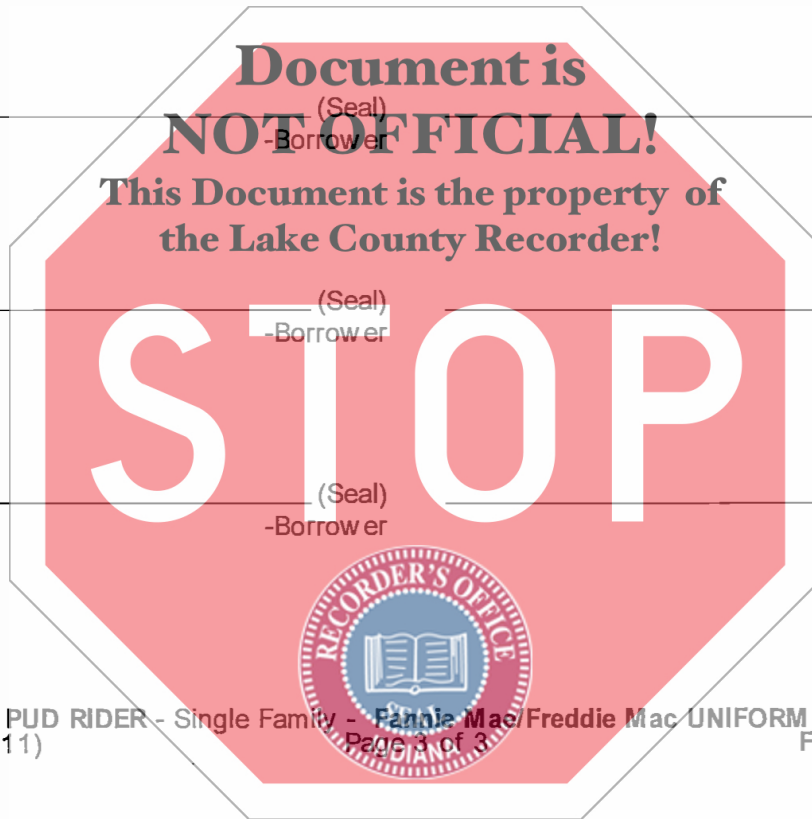 Document is
(Seal)
NOT OFFICIAL!
-Borrower
This Document is the property of
the Lake County Recorder!
(Seal)
-Borrower
STOP
(Seal)
-Borrower
RECORDER'S OFFICE
SEAL
INDIANA
PUD RIDER - Single Family - Fannie Mae/Freddie Mac UNIFORM
11)
Page 3 of 3
F